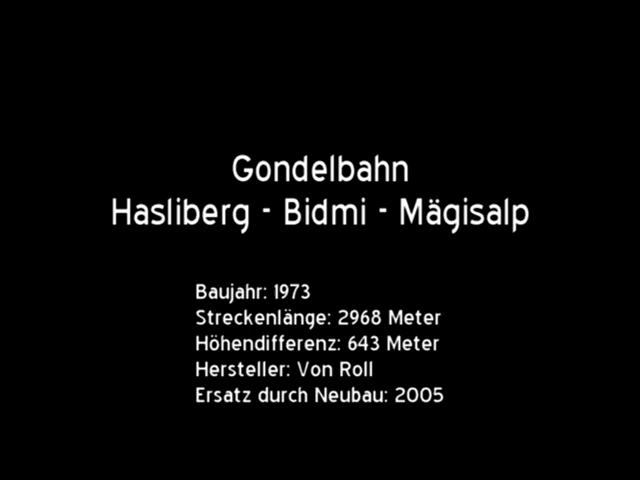 Gondelbahn
Hasliberg - Bidmi - Mägisalp
Baujahr: 1973
Streckenlänge: 2968 Meter
Höhendifferenz: 643 Meter
Hersteller: Von Roll
Ersatz durch Neubau: 2005